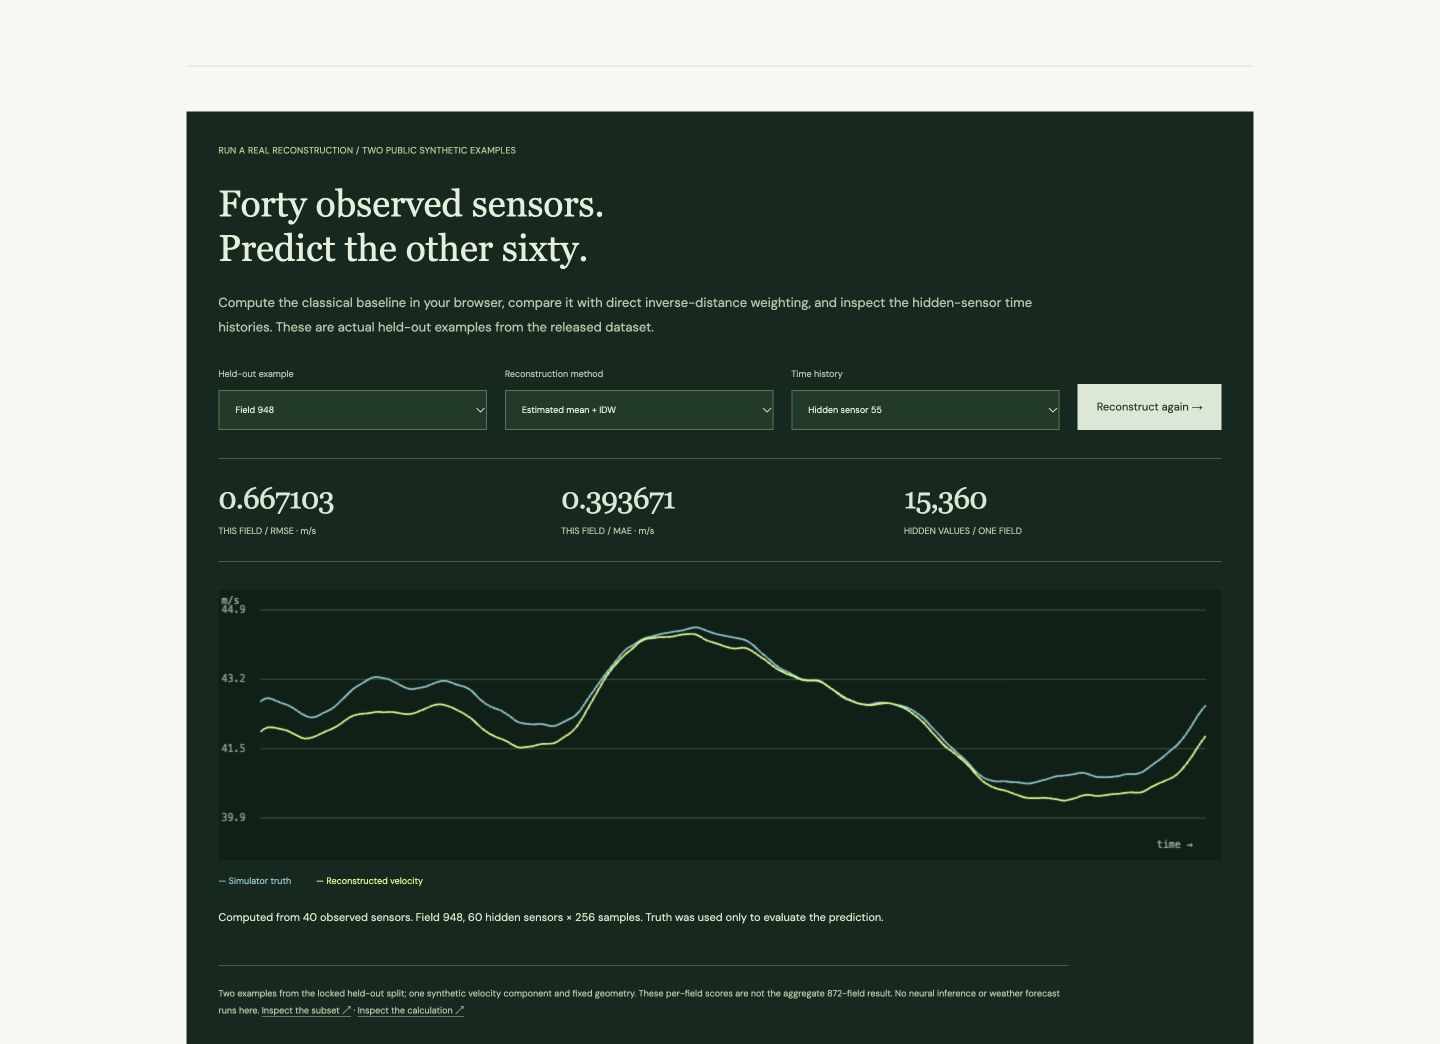 RUN A REAL RECONSTRUCTION / TWO PUBLIC SYNTHETIC EXAMPLES
Forty observed sensors.
Predict the other sixty.
Compute the classical baseline in your browser, compare it with direct inverse-distance weighting, and inspect the hidden-sensor time
histories. These are actual held-out examples from the released dataset.
Held-out example
Reconstruction method
Time history
Field 948
Estimated mean + IDW
Hidden sensor 55
Reconstruct again →
0.667103
0.393671
15,360
THIS FIELD / RMSE · m/s
THIS FIELD / MAE · m/s
HIDDEN VALUES / ONE FIELD
m/s
44.9
43.2
41.5
39.9
time →
— Simulator truth
— Reconstructed velocity
Computed from 40 observed sensors. Field 948, 60 hidden sensors × 256 samples. Truth was used only to evaluate the prediction.
Two examples from the locked held-out split; one synthetic velocity component and fixed geometry. These per-field scores are not the aggregate 872-field result. No neural inference or weather forecast
runs here. Inspect the subset ↗ · Inspect the calculation ↗